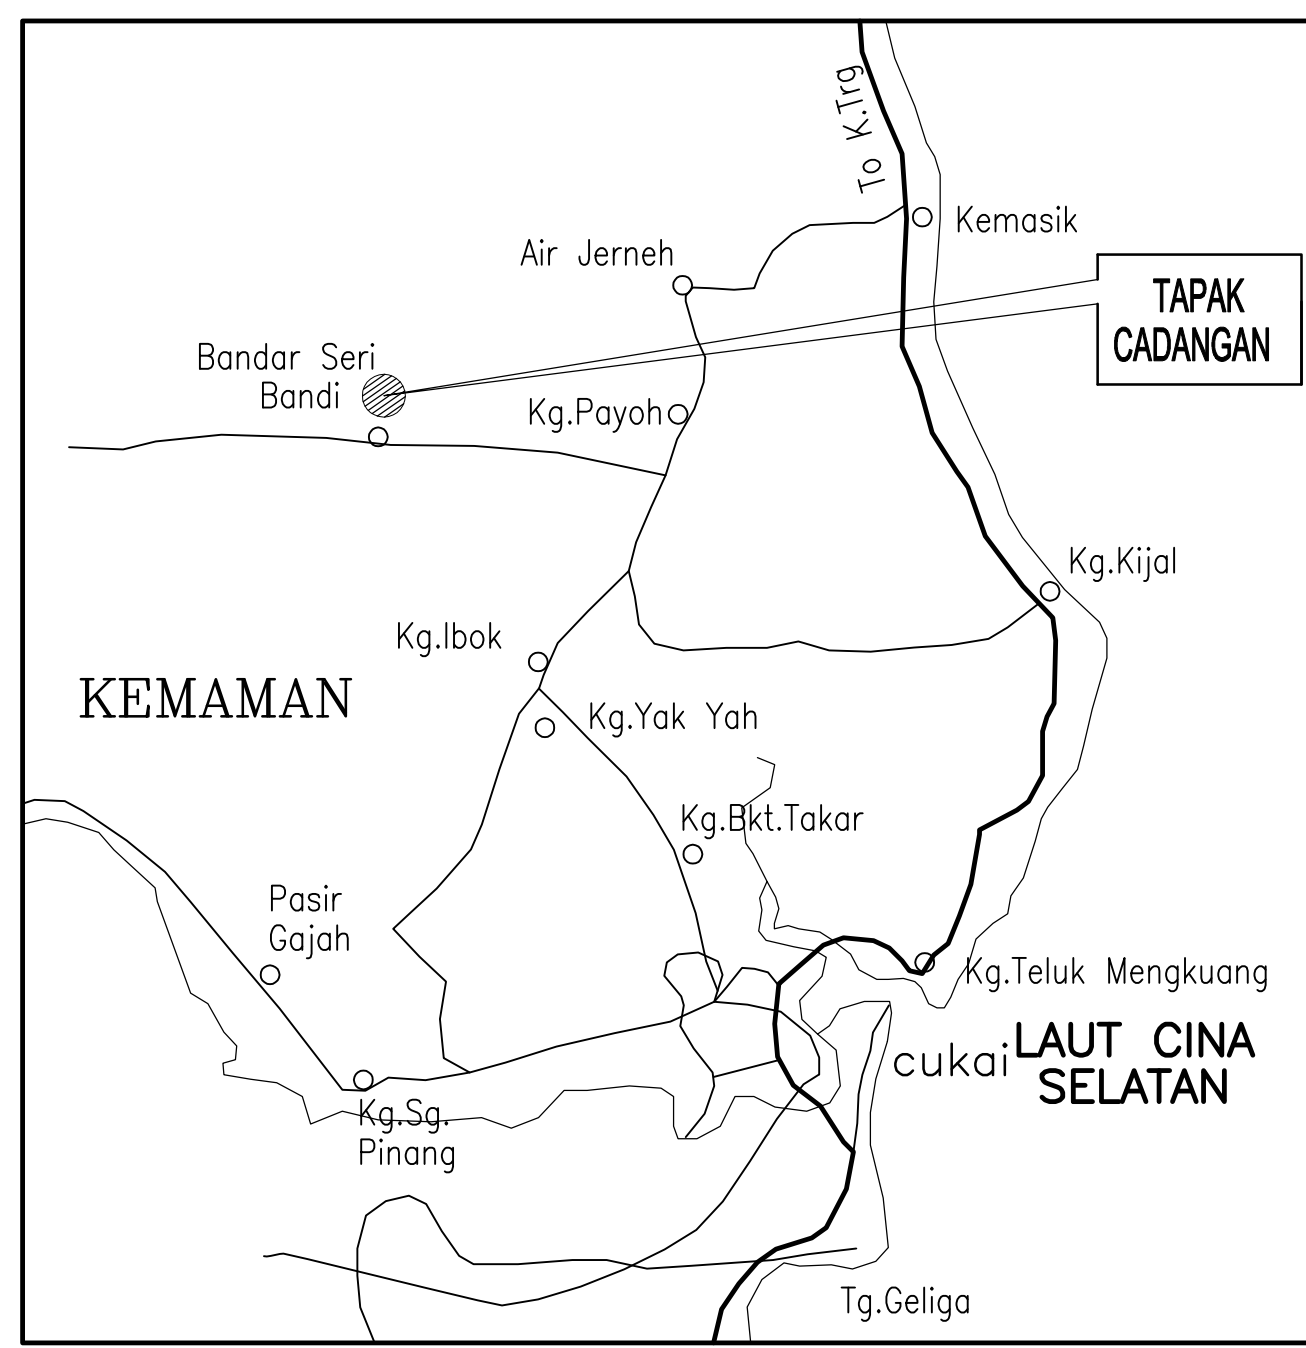 To K.Trg
Kemasik
Air Jerneh
TAPAK
CADANGAN
Bandar Seri
Bandi
Kg.Payoh
Kg.Kijal
Kg.Ibok
KEMAMAN
Kg.Yak Yah
Kg.Bkt.Takar
Pasir
Gajah
Kg.Teluk Mengkuang
cukai
LAUT CINA
SELATAN
Kg.Sg.
Pinang
Tg.Geliga